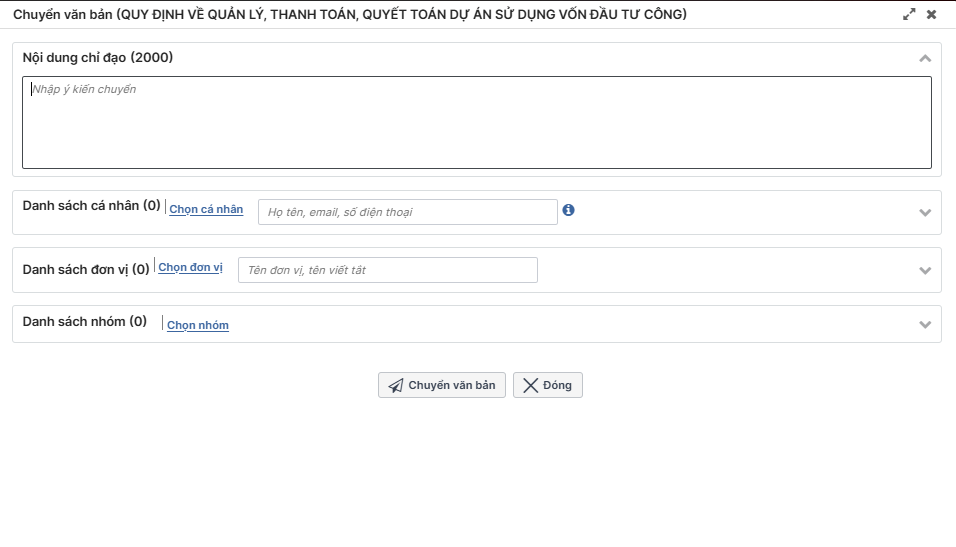 Chuyển văn bản (QUY ĐỊNH VỀ QUẢN LÝ, THANH TOÁN, QUYẾT TOÁN DỰ ÁN SỬ DỤNG VỐN ĐẦU TƯ CÔNG)
Nội dung chỉ đạo (2000)
Nhập ý kiến chuyển
Danh sách cá nhân (0) Chọn cá nhân Họ tên, email, số điện thoại
Danh sách đơn vị (0) Chọn đơn vị Tên đơn vị, tên viết tắt
Danh sách nhóm (0) Chọn nhóm
Chuyển văn bản Đóng